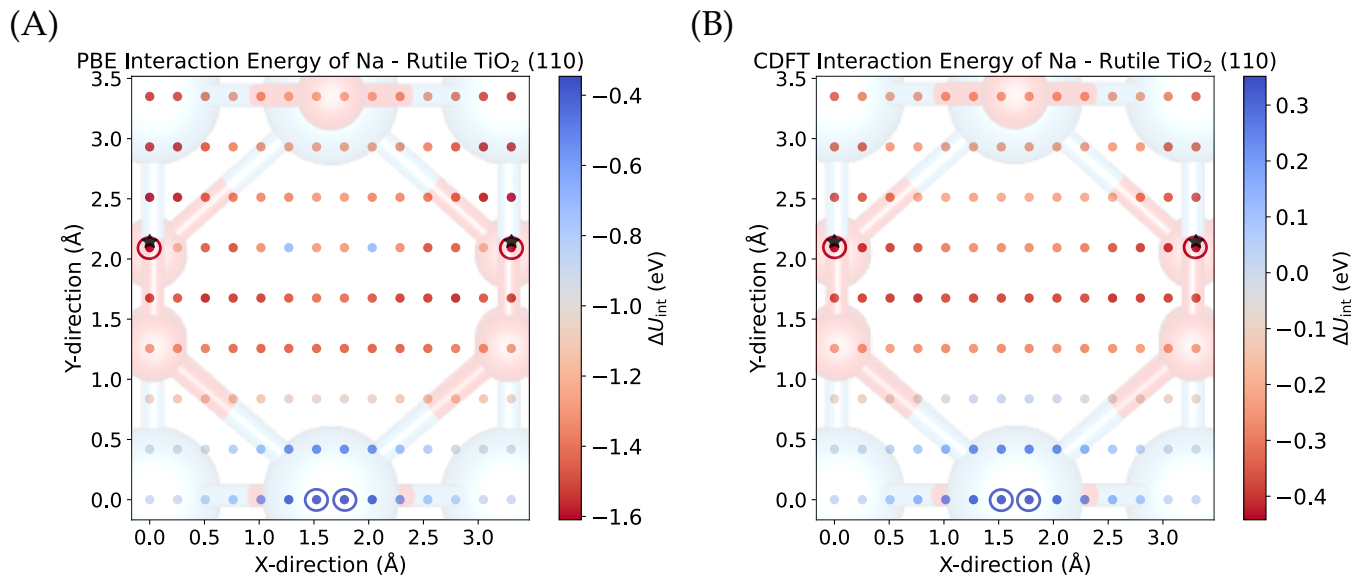 (A)
PBE Interaction Energy of Na - Rutile TiO₂ (110)
3.5
3.0
2.5
2.0
1.5
1.0
0.5
0.0
Y-direction (Å)
0.0 0.5 1.0 1.5 2.0 2.5 3.0
X-direction (Å)
−0.4
−0.6
−0.8
−1.0
−1.2
−1.4
−1.6
ΔU_int (eV)
(B)
CDFT Interaction Energy of Na - Rutile TiO₂ (110)
3.5
3.0
2.5
2.0
1.5
1.0
0.5
0.0
Y-direction (Å)
0.0 0.5 1.0 1.5 2.0 2.5 3.0
X-direction (Å)
0.3
0.2
0.1
0.0
−0.1
−0.2
−0.3
−0.4
ΔU_int (eV)